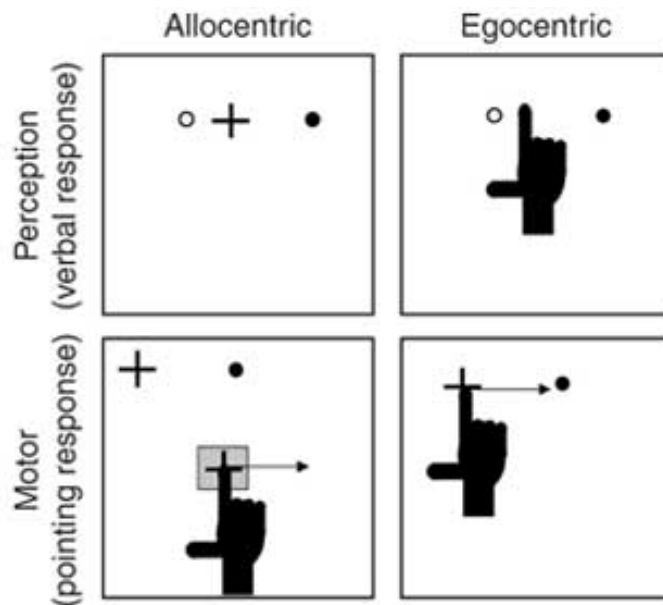 Allocentric
Egocentric
Perception
(verbal response)
Motor
(pointing response)